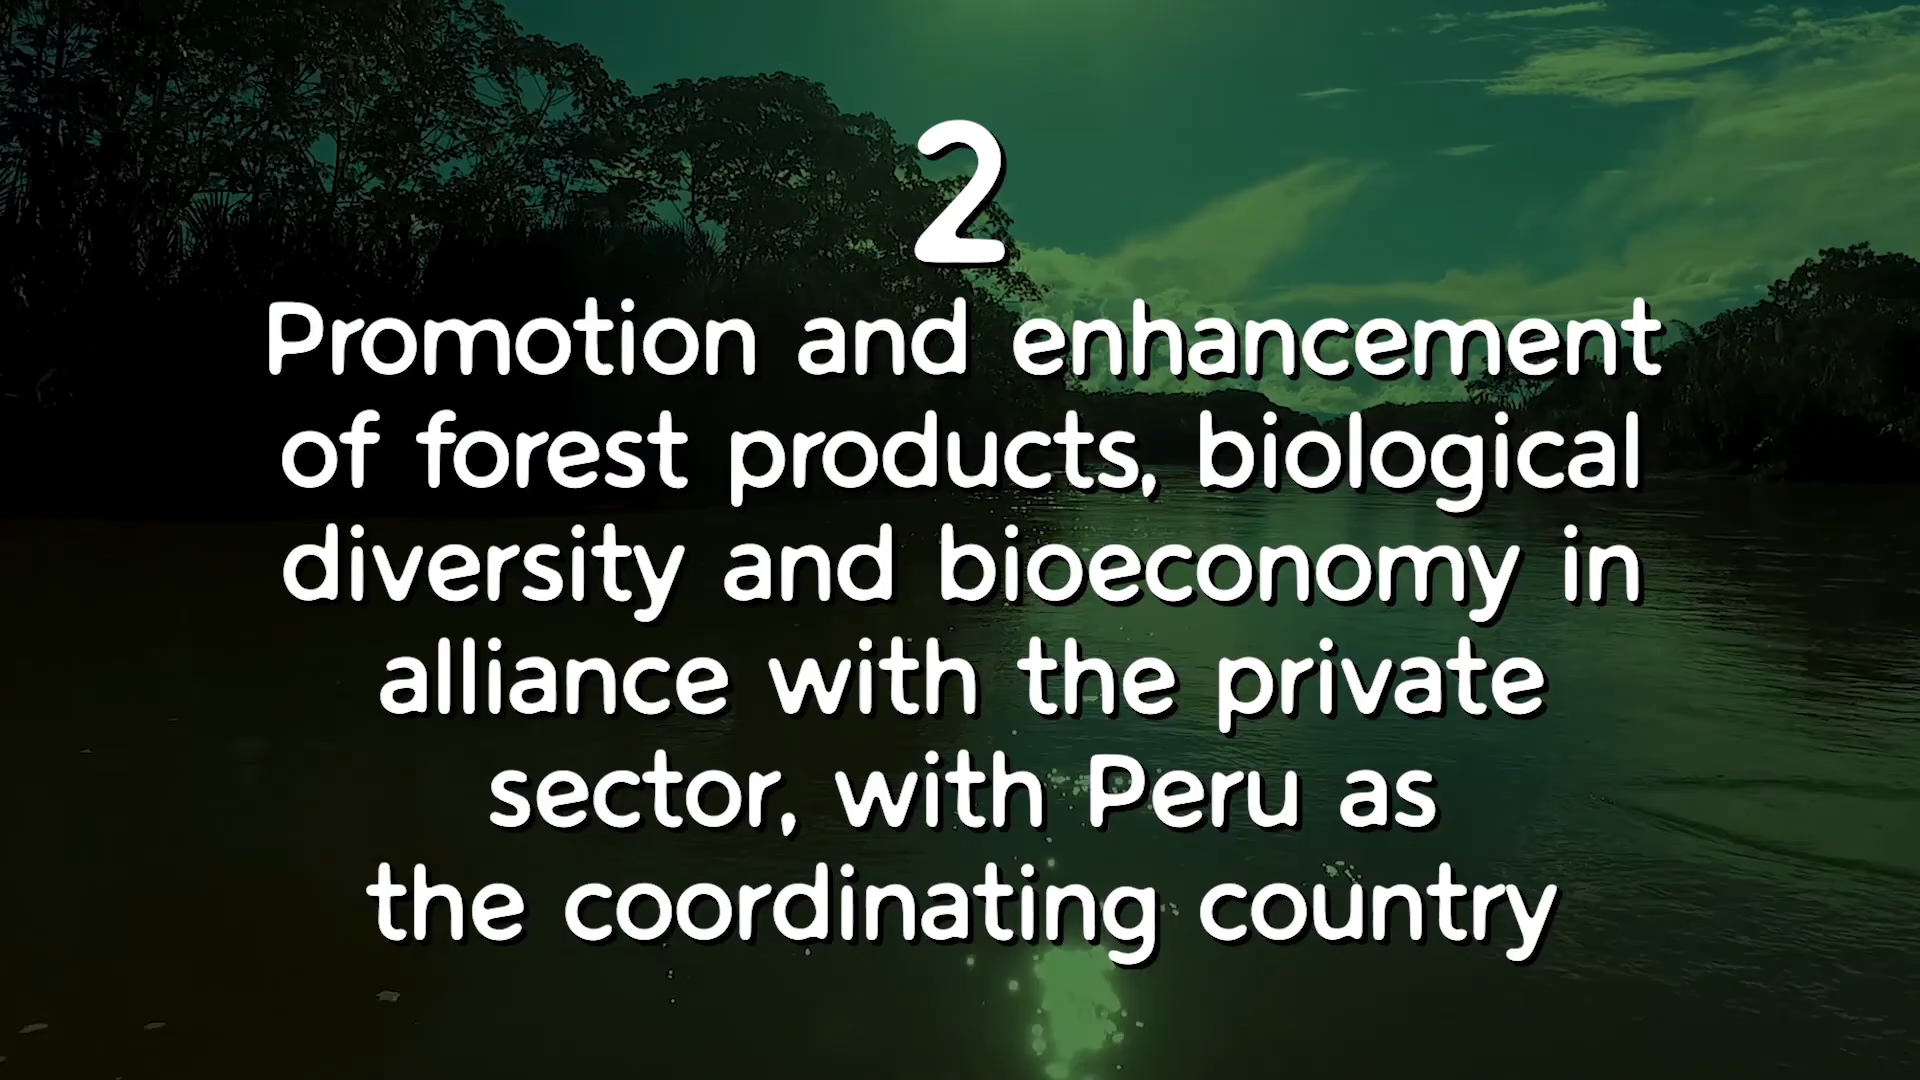 2
Promotion and enhancement
of forest products, biological
diversity and bioeconomy in
alliance with the private
sector, with Peru as
the coordinating country